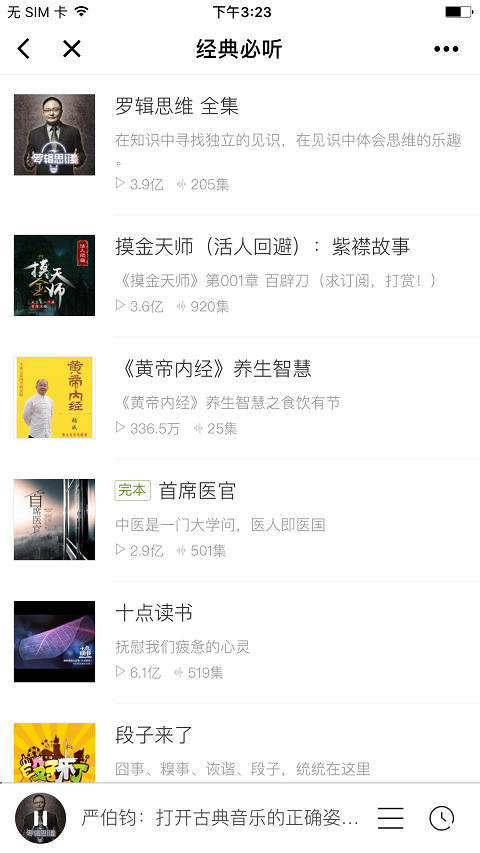 无 SIM 卡
下午3:23
经典必听
罗辑思维
罗辑思维 全集
在知识中寻找独立的见识，在见识中体会思维的乐趣
。
3.9亿 205集
活人回避
摸金天师
摸金天师（活人回避）：紫襟故事
《摸金天师》第001章 百辟刀（求订阅，打赏！）
3.6亿 920集
黄帝内经
《黄帝内经》养生智慧
《黄帝内经》养生智慧之食饮有节
336.5万 25集
首席医官
完本 首席医官
中医是一门大学问，医人即医国
2.9亿 501集
十点读书
十点读书
抚慰我们疲惫的心灵
6.1亿 519集
段子来了
段子来了
囧事、糗事、诙谐、段子，统统在这里
罗辑思维
严伯钧：打开古典音乐的正确姿...